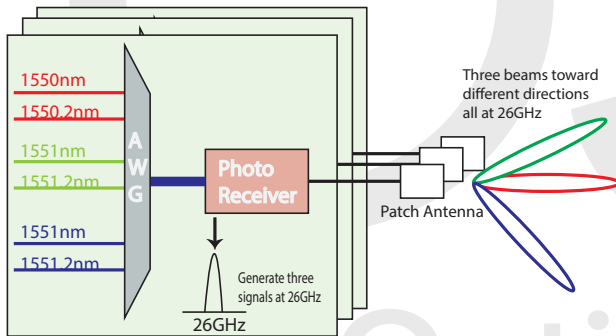 1550nm
1550.2nm
1551nm
1551.2nm
1551nm
1551.2nm
AWG
Photo
Receiver
Generate three
signals at 26GHz
26GHz
Three beams toward
different directions
all at 26GHz
Patch Antenna